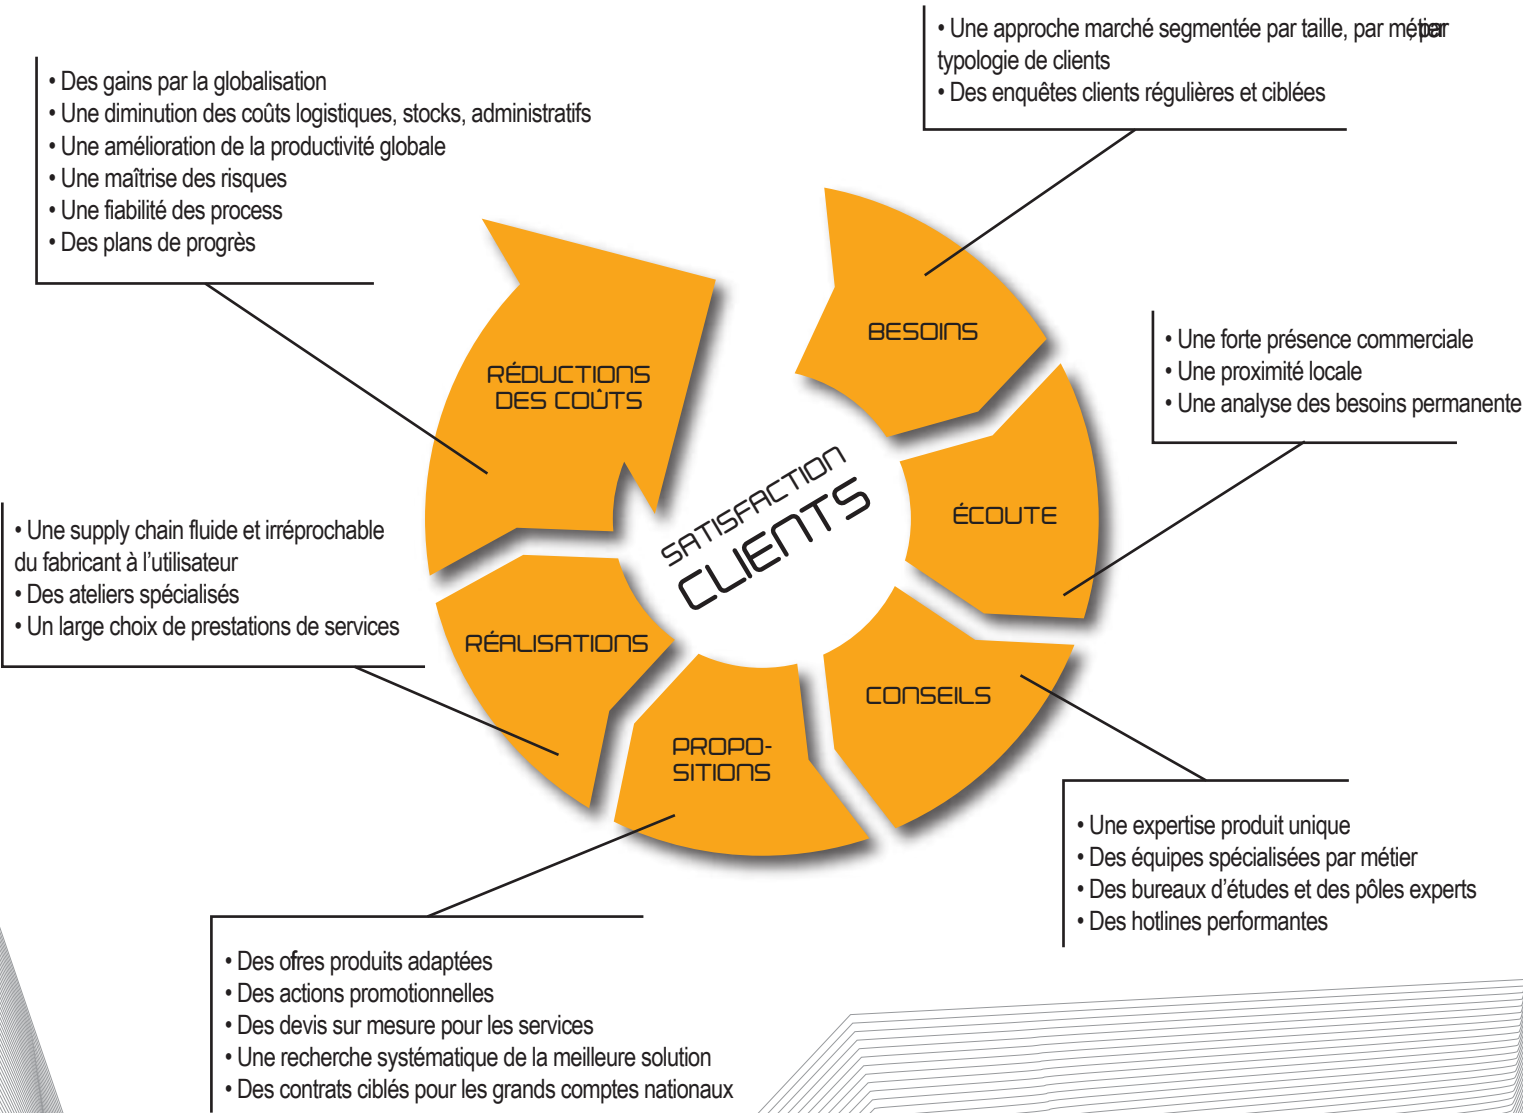 • Une approche marché segmentée par taille, par métier, par
typologie de clients
• Des enquêtes clients régulières et ciblées
• Des gains par la globalisation
• Une diminution des coûts logistiques, stocks, administratifs
• Une amélioration de la productivité globale
• Une maîtrise des risques
• Une fiabilité des process
• Des plans de progrès
BESOINS
• Une forte présence commerciale
• Une proximité locale
• Une analyse des besoins permanente
RÉDUCTIONS
DES COÛTS
SATISFACTION
CLIENTS
ÉCOUTE
• Une supply chain fluide et irréprochable
du fabricant à l’utilisateur
• Des ateliers spécialisés
• Un large choix de prestations de services
RÉALISATIONS
CONSEILS
PROPO-
SITIONS
• Une expertise produit unique
• Des équipes spécialisées par métier
• Des bureaux d’études et des pôles experts
• Des hotlines performantes
• Des ofres produits adaptées
• Des actions promotionnelles
• Des devis sur mesure pour les services
• Une recherche systématique de la meilleure solution
• Des contrats ciblés pour les grands comptes nationaux